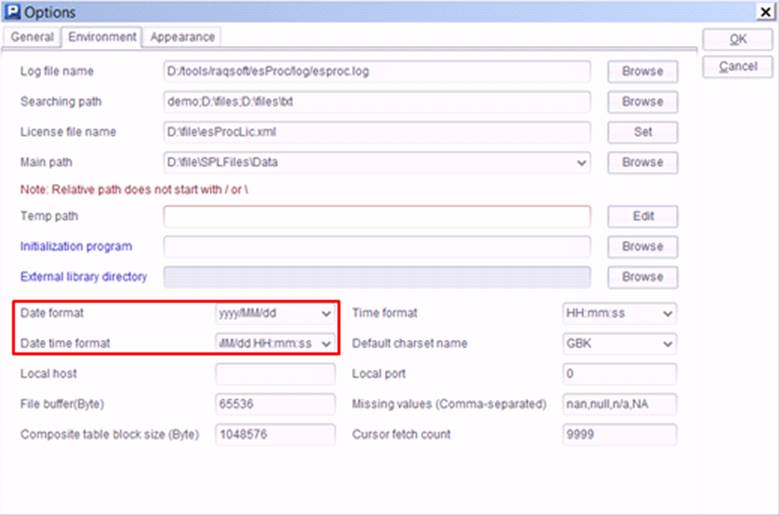 Options
General Environment Appearance
OK
Cancel
Log file name D:/tools/raqsoft/esProc/log/esproc.log Browse
Searching path demo;D:\files;D:\files\txt Browse
License file name D:\file\esProcLic.xml Set
Main path D:\file\SPLFiles\Data Browse
Note: Relative path does not start with / or \
Temp path Edit
Initialization program Browse
External library directory Browse
Date format yyyy/MM/dd Time format HH:mm:ss
Date time format /MM/dd HH:mm:ss Default charset name GBK
Local host Local port 0
File buffer(Byte) 65536 Missing values (Comma-separated) nan,null,n/a,NA
Composite table block size (Byte) 1048576 Cursor fetch count 9999